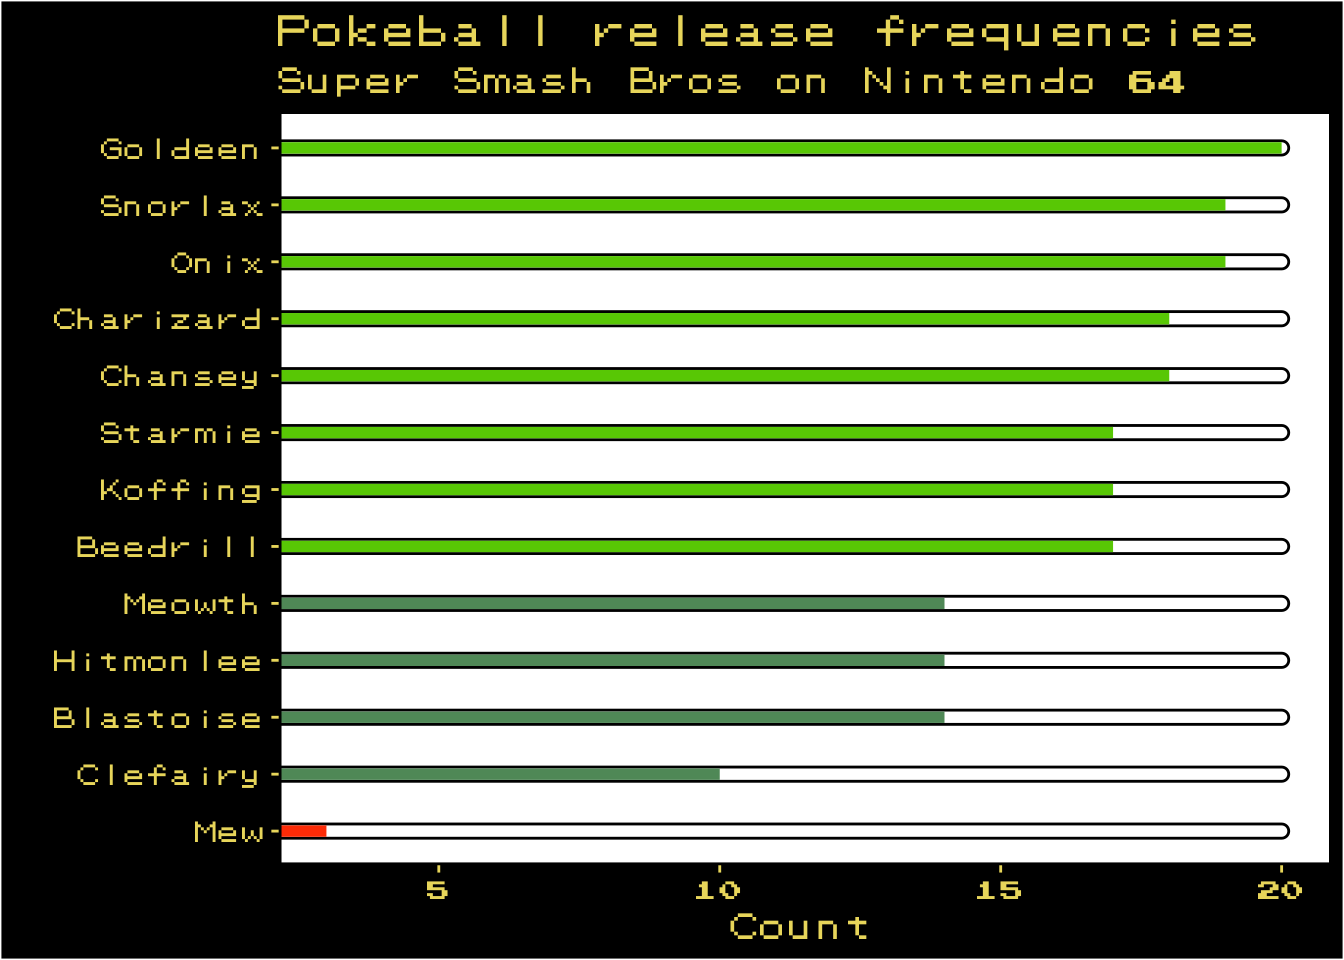 Pokeball release frequencies
Super Smash Bros on Nintendo 64
Goldeen
Snorlax
Onix
Charizard
Chansey
Starmie
Koffing
Beedrill
Meowth
Hitmonlee
Blastoise
Clefairy
Mew
5 10 15 20
Count